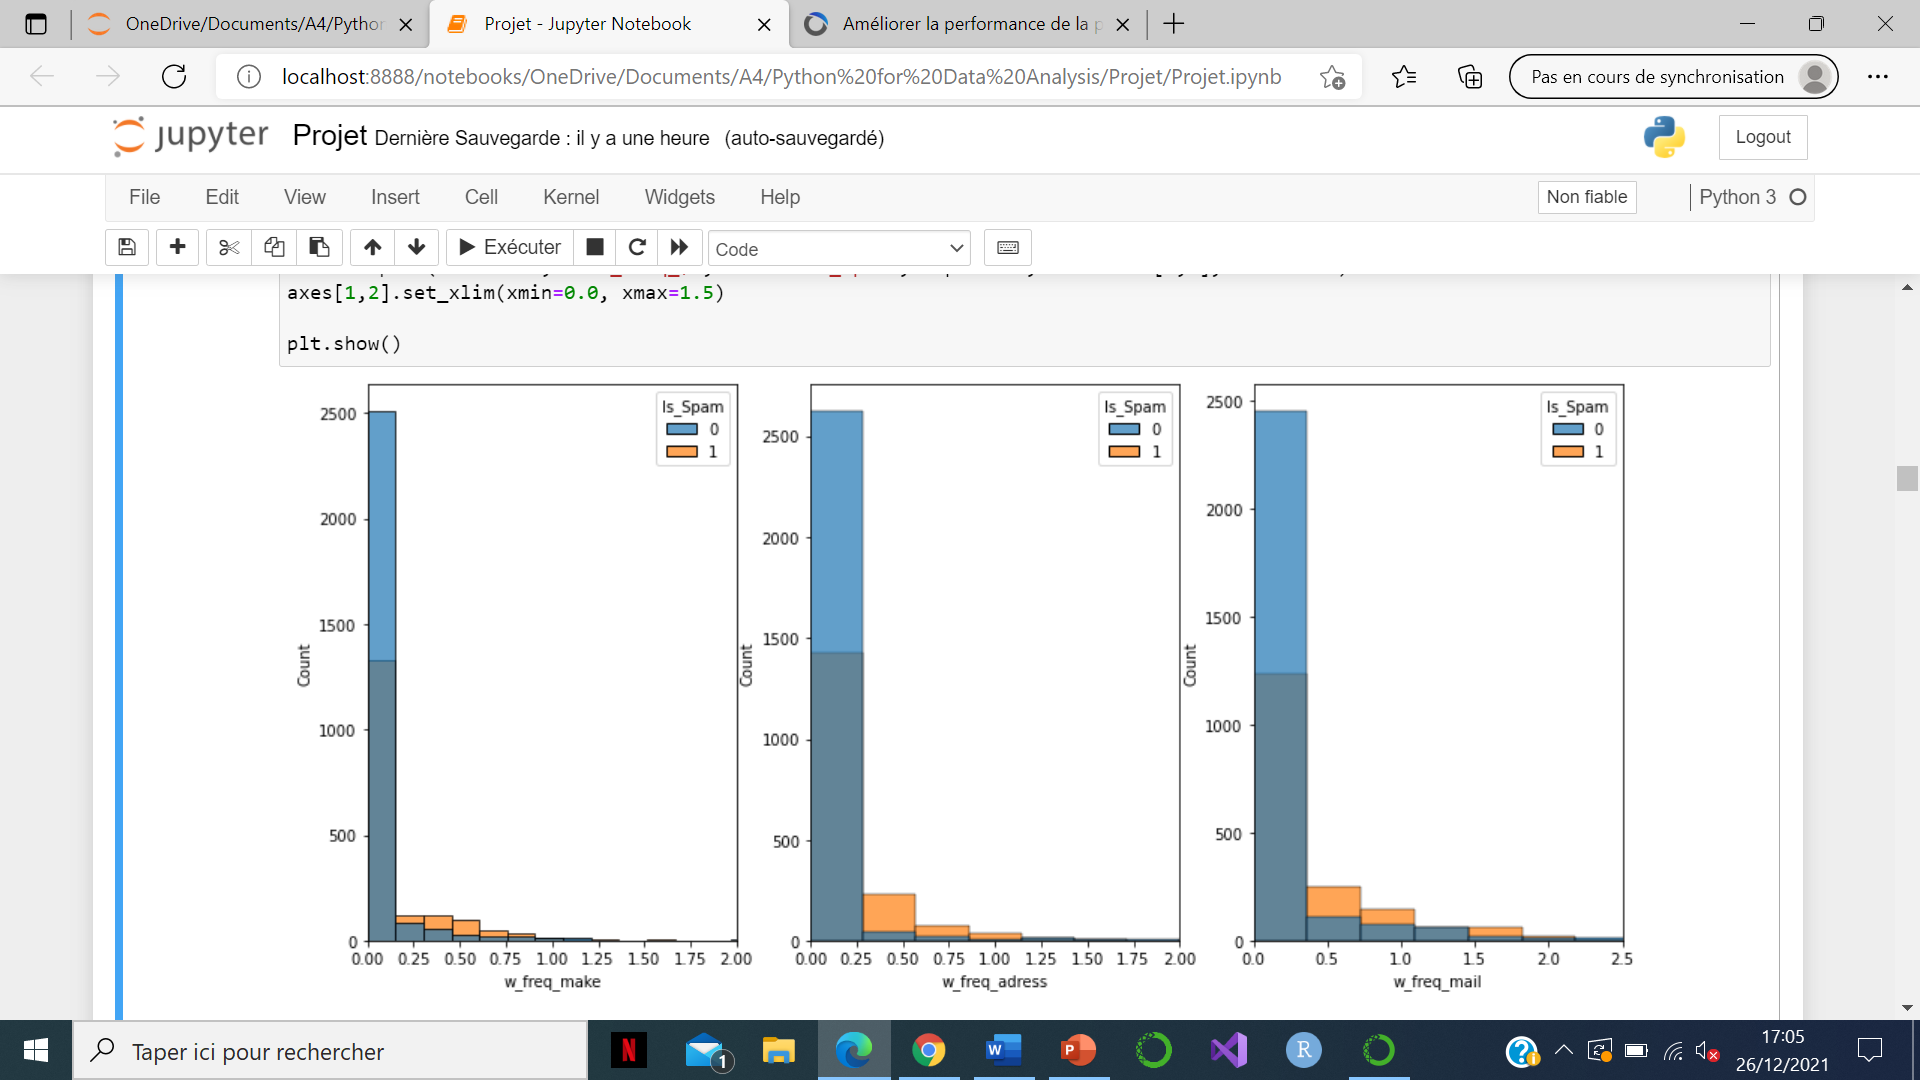 OneDrive/Documents/A4/Python
Projet - Jupyter Notebook
Améliorer la performance de la p
localhost:8888/notebooks/OneDrive/Documents/A4/Python%20for%20Data%20Analysis/Projet/Projet.ipynb
Pas en cours de synchronisation
jupyter
Projet Dernière Sauvegarde : il y a une heure (auto-sauvegardé)
Logout
File Edit View Insert Cell Kernel Widgets Help
Non fiable
Python 3
Exécuter
Code
axes[1,2].set_xlim(xmin=0.0, xmax=1.5)
plt.show()
Is_Spam
0
1
2500
2000
1500
1000
500
0
Count
0.00 0.25 0.50 0.75 1.00 1.25 1.50 1.75 2.00
w_freq_make
Is_Spam
0
1
2500
2000
1500
1000
500
0
Count
0.00 0.25 0.50 0.75 1.00 1.25 1.50 1.75 2.00
w_freq_adress
Is_Spam
0
1
2500
2000
1500
1000
500
0
Count
0.0 0.5 1.0 1.5 2.0 2.5
w_freq_mail
Taper ici pour rechercher
N
1
W
P
R
17:05
26/12/2021